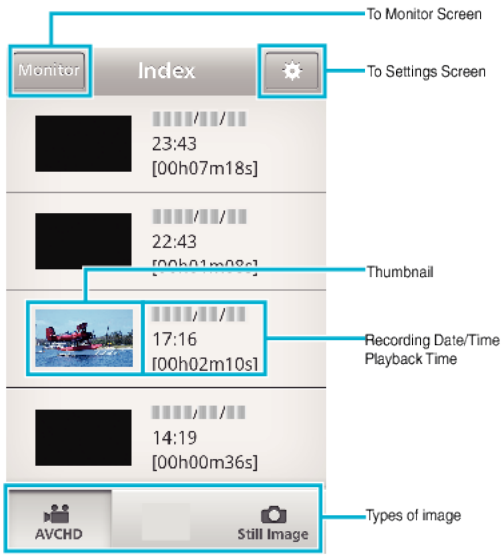 To Monitor Screen
Monitor
Index
To Settings Screen
23:43
[00h07m18s]
22:43
[00h01m08s]
Thumbnail
17:16
[00h02m10s]
Recording Date/Time
Playback Time
14:19
[00h00m36s]
AVCHD
Still Image
Types of image